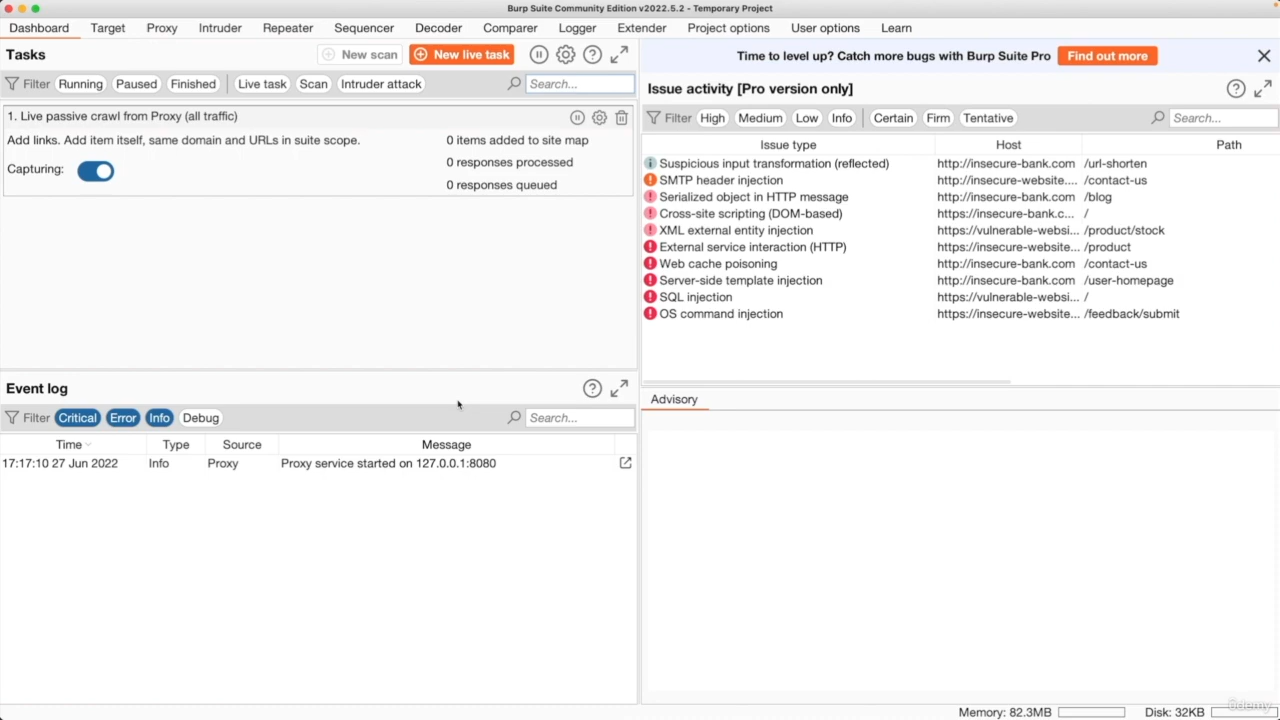 Burp Suite Community Edition v2022.5.2 - Temporary Project
Dashboard Target Proxy Intruder Repeater Sequencer Decoder Comparer Logger Extender Project options User options Learn
Tasks
New scan
New live task
Filter Running Paused Finished Live task Scan Intruder attack Search...
1. Live passive crawl from Proxy (all traffic)
Add links. Add item itself, same domain and URLs in suite scope.
0 items added to site map
Capturing:
0 responses processed
0 responses queued
Event log
Filter Critical Error Info Debug Search...
Time Type Source Message
17:17:10 27 Jun 2022 Info Proxy Proxy service started on 127.0.0.1:8080
Time to level up? Catch more bugs with Burp Suite Pro Find out more
Issue activity [Pro version only]
Filter High Medium Low Info Certain Firm Tentative Search...
Issue type Host Path
Suspicious input transformation (reflected) http://insecure-bank.com /url-shorten
SMTP header injection http://insecure-website.... /contact-us
Serialized object in HTTP message http://insecure-bank.com /blog
Cross-site scripting (DOM-based) https://insecure-bank.c... /
XML external entity injection https://vulnerable-websi... /product/stock
External service interaction (HTTP) https://insecure-website... /product
Web cache poisoning http://insecure-bank.com /contact-us
Server-side template injection http://insecure-bank.com /user-homepage
SQL injection https://vulnerable-websi... /
OS command injection https://insecure-website... /feedback/submit
Advisory
Memory: 82.3MB Disk: 32KB
udemy